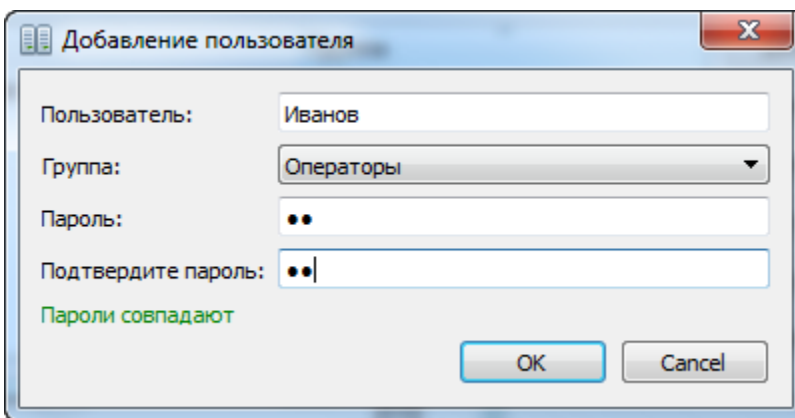 Добавление пользователя
Пользователь: Иванов
Группа: Операторы
Пароль: ●●
Подтвердите пароль: ●●
Пароли совпадают
OK Cancel